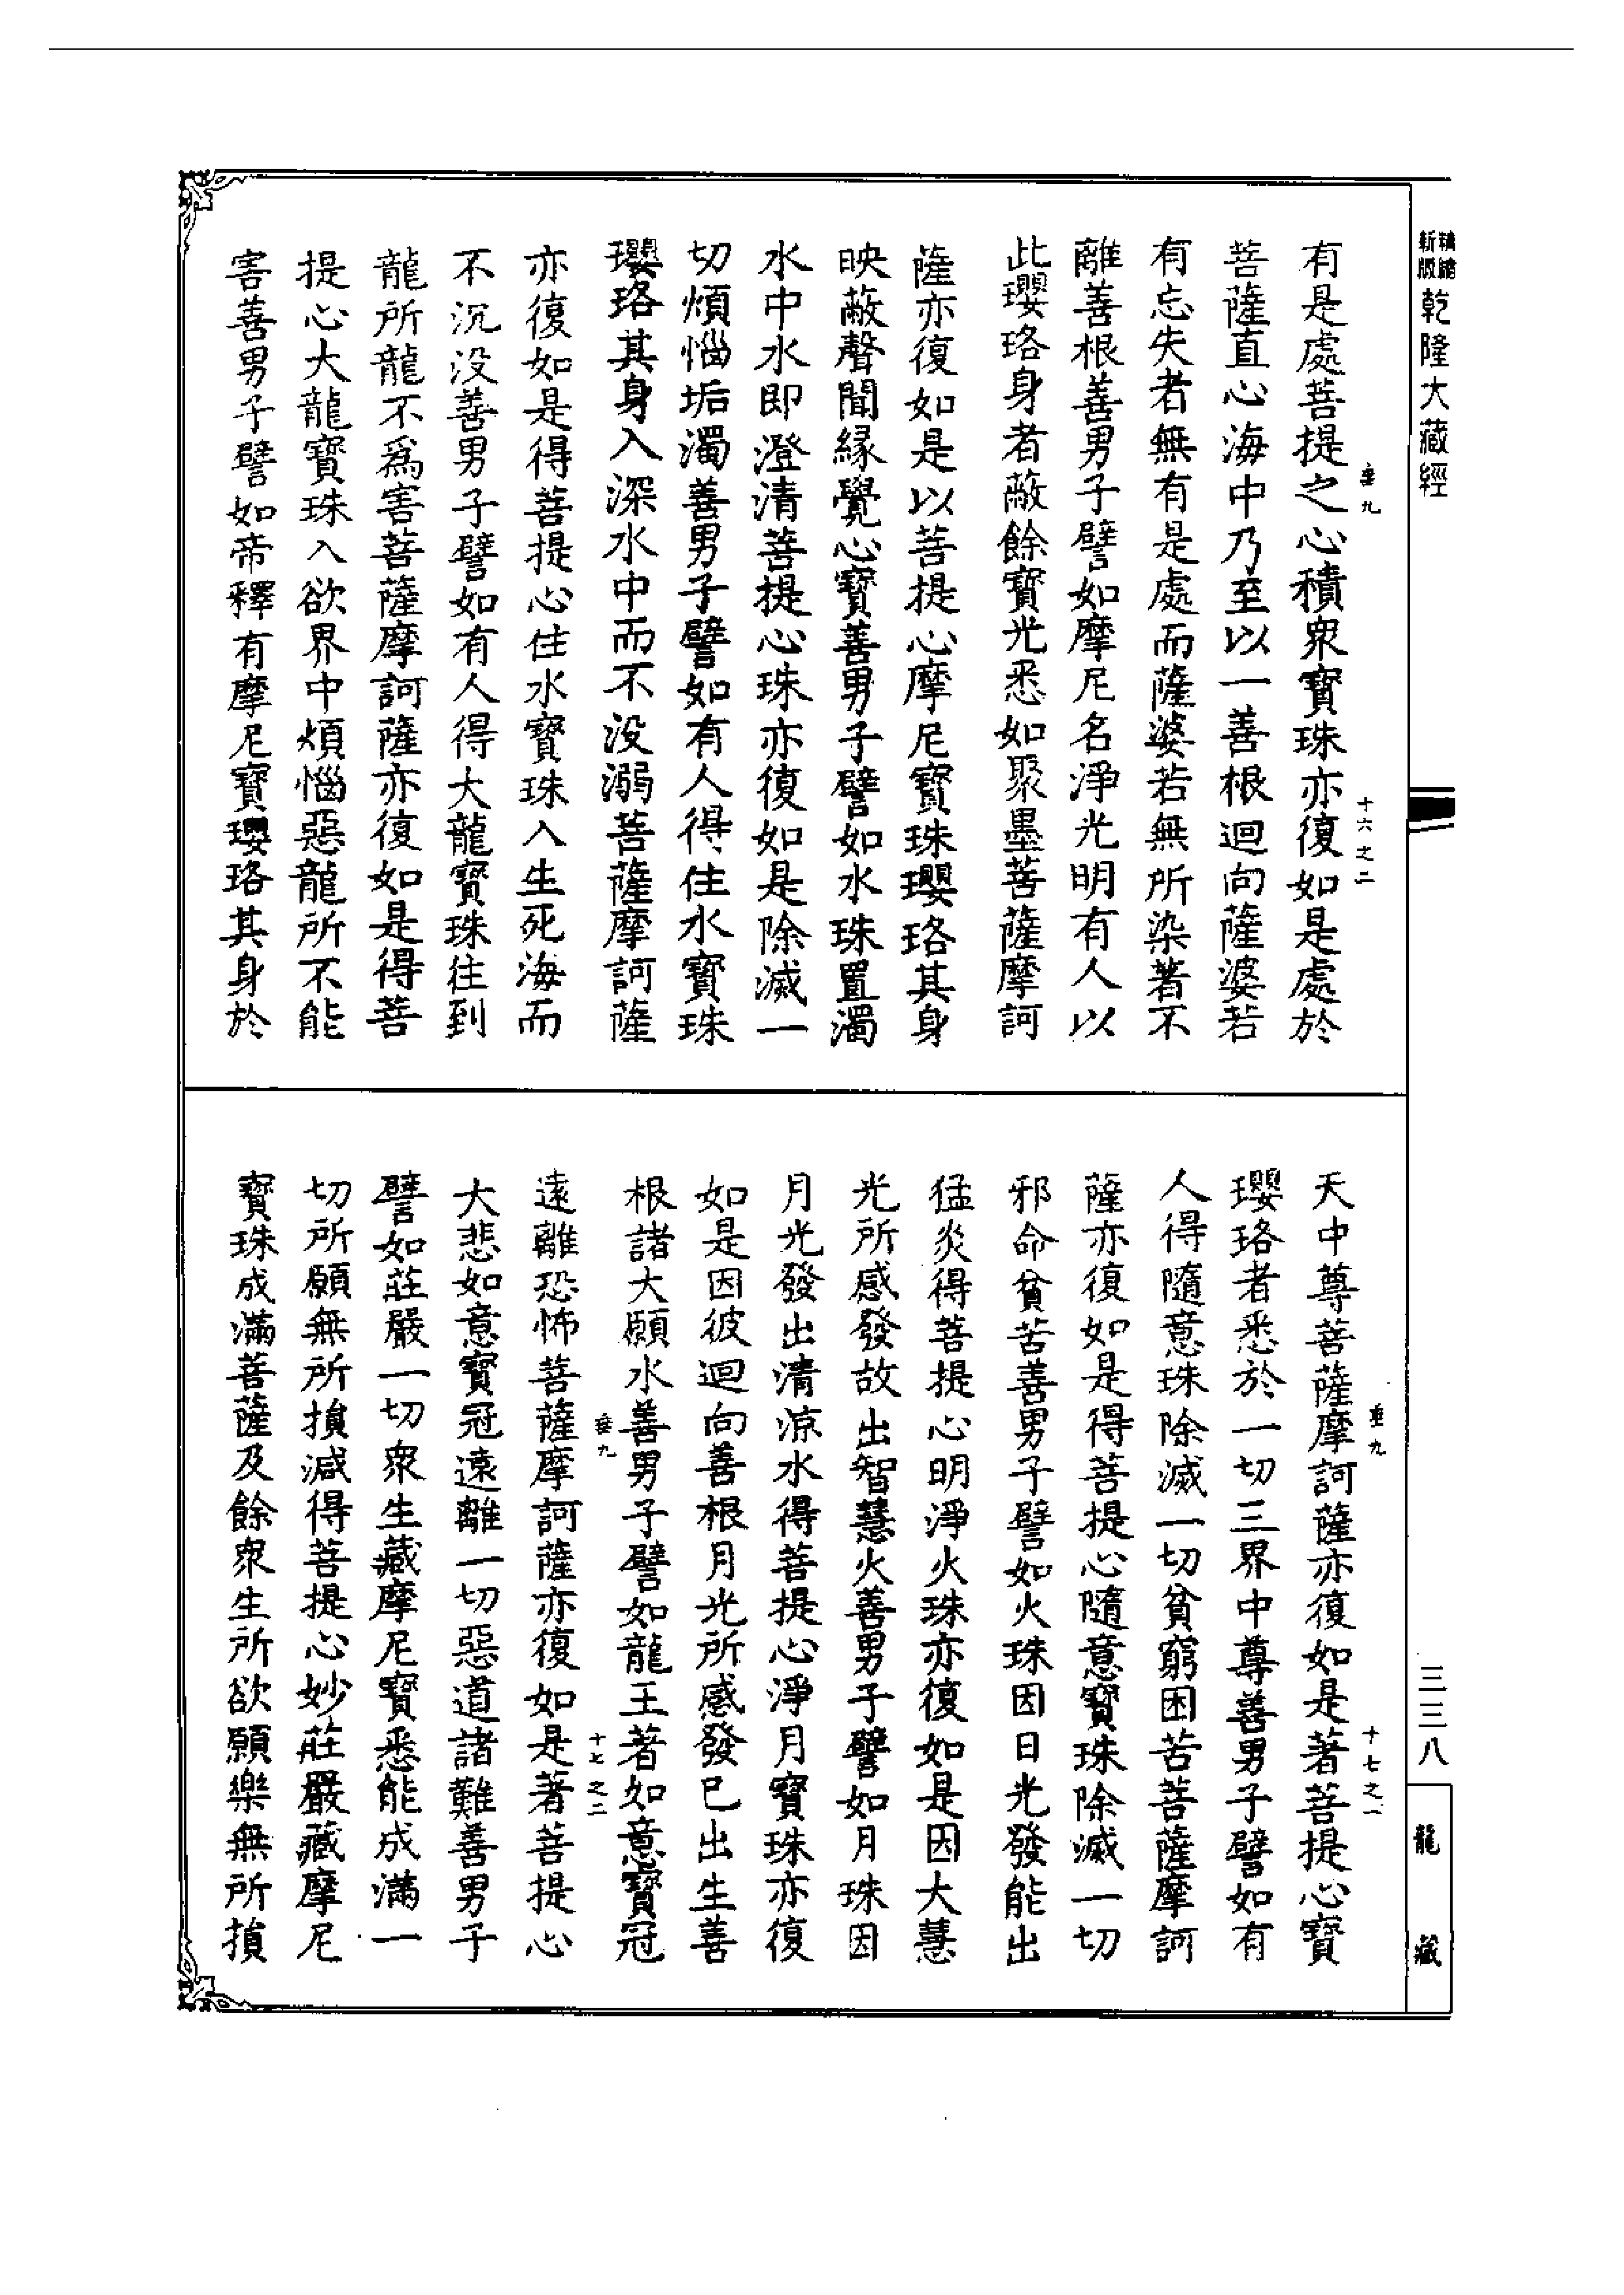 精縮
新版
乾隆大藏經
三三八
龍藏
垂九
十六之二
有是處菩提之心積衆寶珠亦復如是處於
菩薩直心海中乃至以一善根迴向薩婆若
有忘失者無有是處而薩婆若無所染著不
離善根善男子譬如摩尼名淨光明有人以
此瓔珞身者蔽餘寶光悉如聚墨菩薩摩訶
薩亦復如是以菩提心摩尼寶珠瓔珞其身
映蔽聲聞緣覺心寶善男子譬如水珠置濁
水中水即澄清菩提心珠亦復如是除滅一
切煩惱垢濁善男子譬如有人得住水寶珠
瓔珞其身入深水中而不没溺菩薩摩訶薩
亦復如是得菩提心住水寶珠入生死海而
不沉没善男子譬如有人得大龍寶珠往到
龍所龍不爲害菩薩摩訶薩亦復如是得菩
提心大龍寶珠入欲界中煩惱惡龍所不能
害善男子譬如帝釋有摩尼寶瓔珞其身於
垂九
十七之一
天中尊菩薩摩訶薩亦復如是著菩提心寶
瓔珞者悉於一切三界中尊善男子譬如有
人得隨意珠除滅一切貧窮困苦菩薩摩訶
薩亦復如是得菩提心隨意寶珠除滅一切
邪命貧苦善男子譬如火珠因日光發能出
猛炎得菩提心明淨火珠亦復如是因大慧
光所感發故出智慧火善男子譬如月珠因
月光發出清涼水得菩提心淨月寶珠亦復
如是因彼迴向善根月光所感發已出生善
根諸大願水善男子譬如龍王著如意寶冠
垂九
十七之二
遠離恐怖菩薩摩訶薩亦復如是著菩提心
大悲如意寶冠遠離一切惡道諸難善男子
譬如莊嚴一切衆生藏摩尼寶悉能成滿一
切所願無所損減得菩提心妙莊嚴藏摩尼
寶珠成滿菩薩及餘衆生所欲願樂無所損